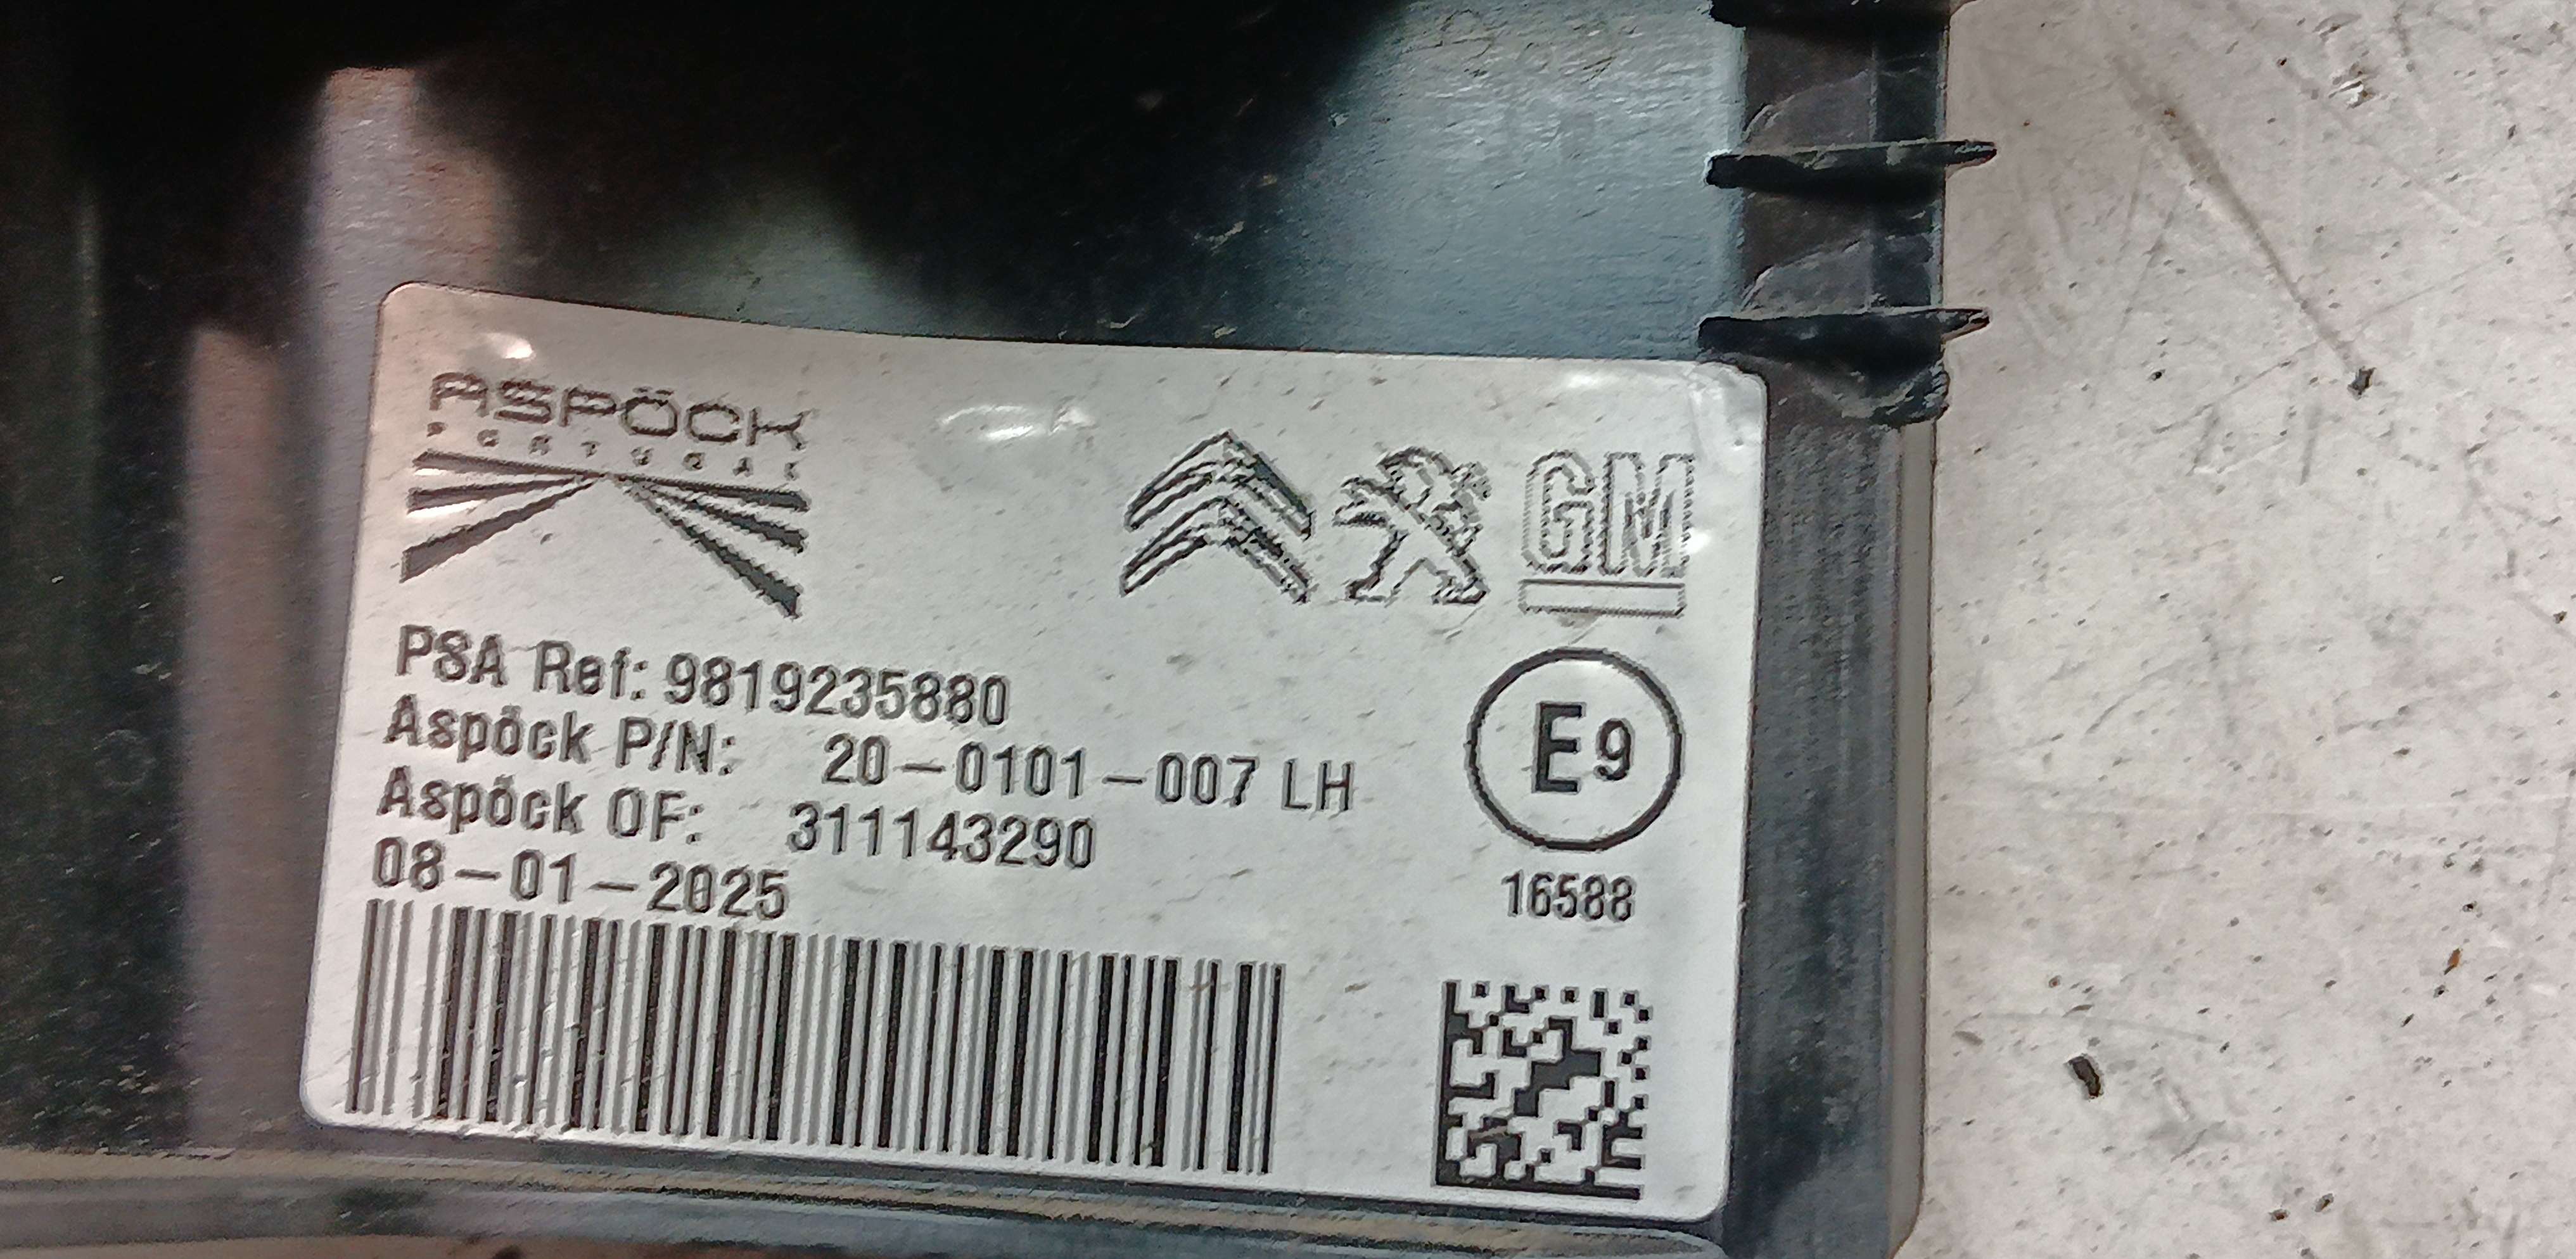 ASPÖCK
PORTUGAL
GM
PSA Ref: 9819235880
Aspöck P/N: 20-0101-007 LH
Aspöck OF: 311143290
08-01-2025
E9
16588